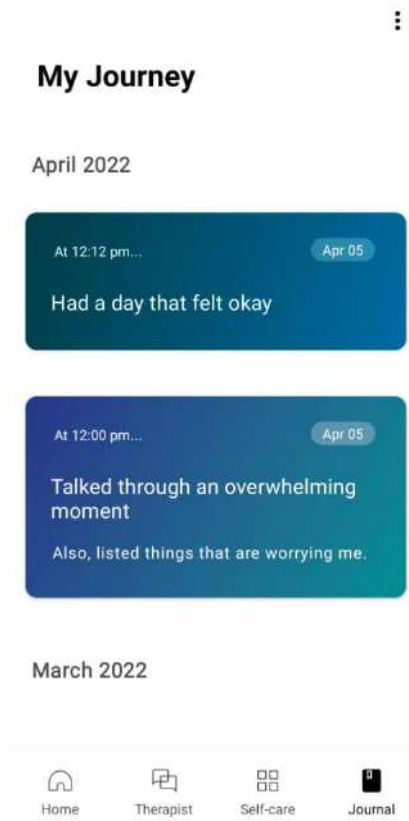 My Journey
April 2022
At 12:12 pm...
Apr 05
Had a day that felt okay
At 12:00 pm...
Apr 05
Talked through an overwhelming
moment
Also, listed things that are worrying me.
March 2022
Home
Therapist
Self-care
Journal